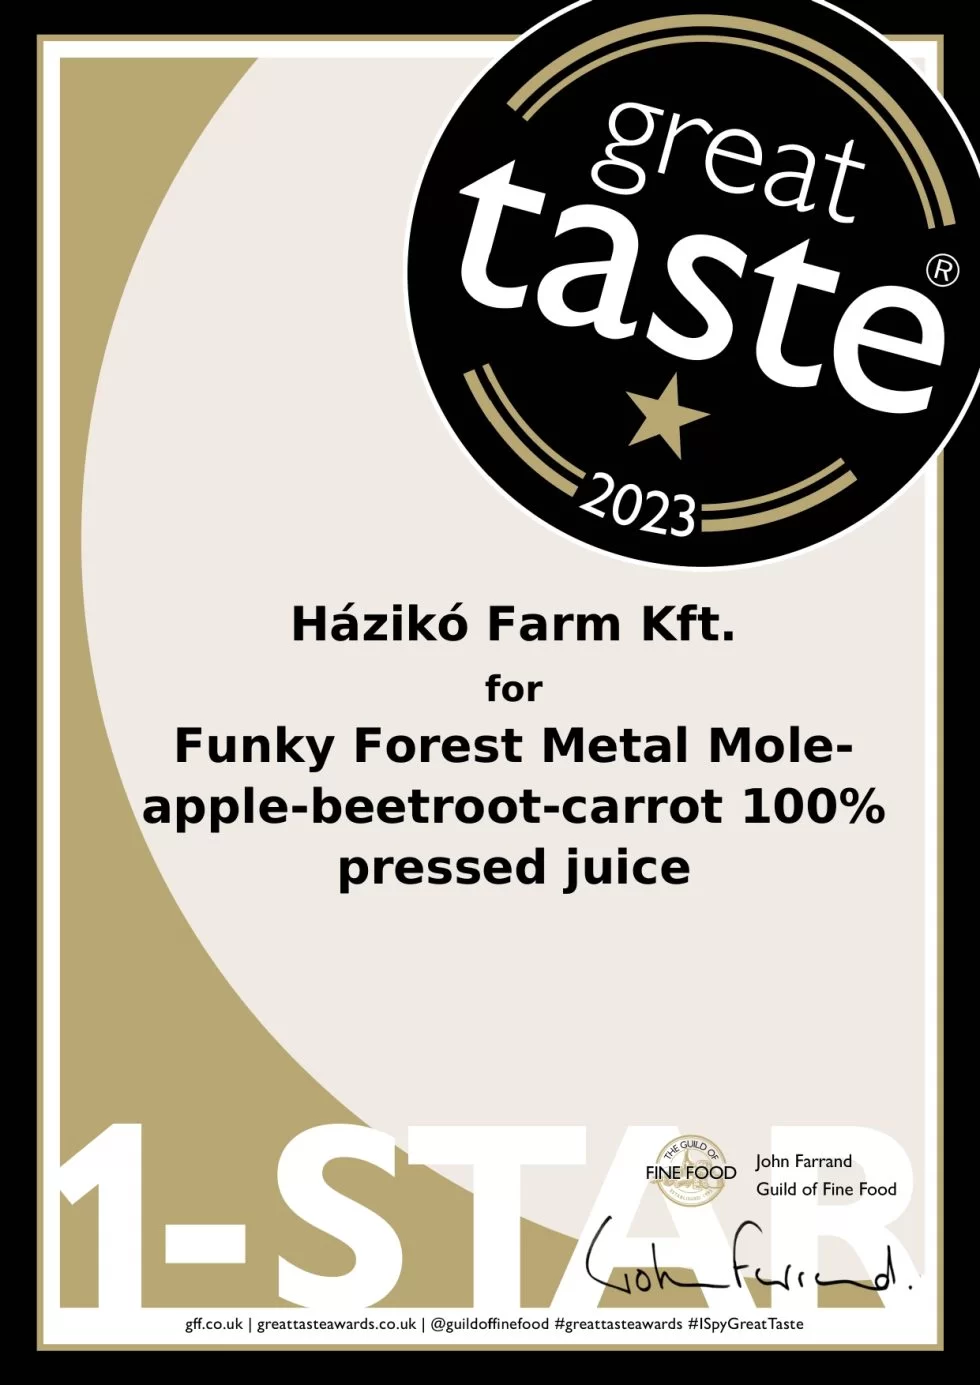 great
taste®
2023
Házikó Farm Kft.
for
Funky Forest Metal Mole-
apple-beetroot-carrot 100%
pressed juice
1-STAR
THE GUILD OF
FINE FOOD
John Farrand
Guild of Fine Food
John Farrand.
gff.co.uk | greattasteawards.co.uk | @guildoffinefood #greattasteawards #ISpyGreatTaste